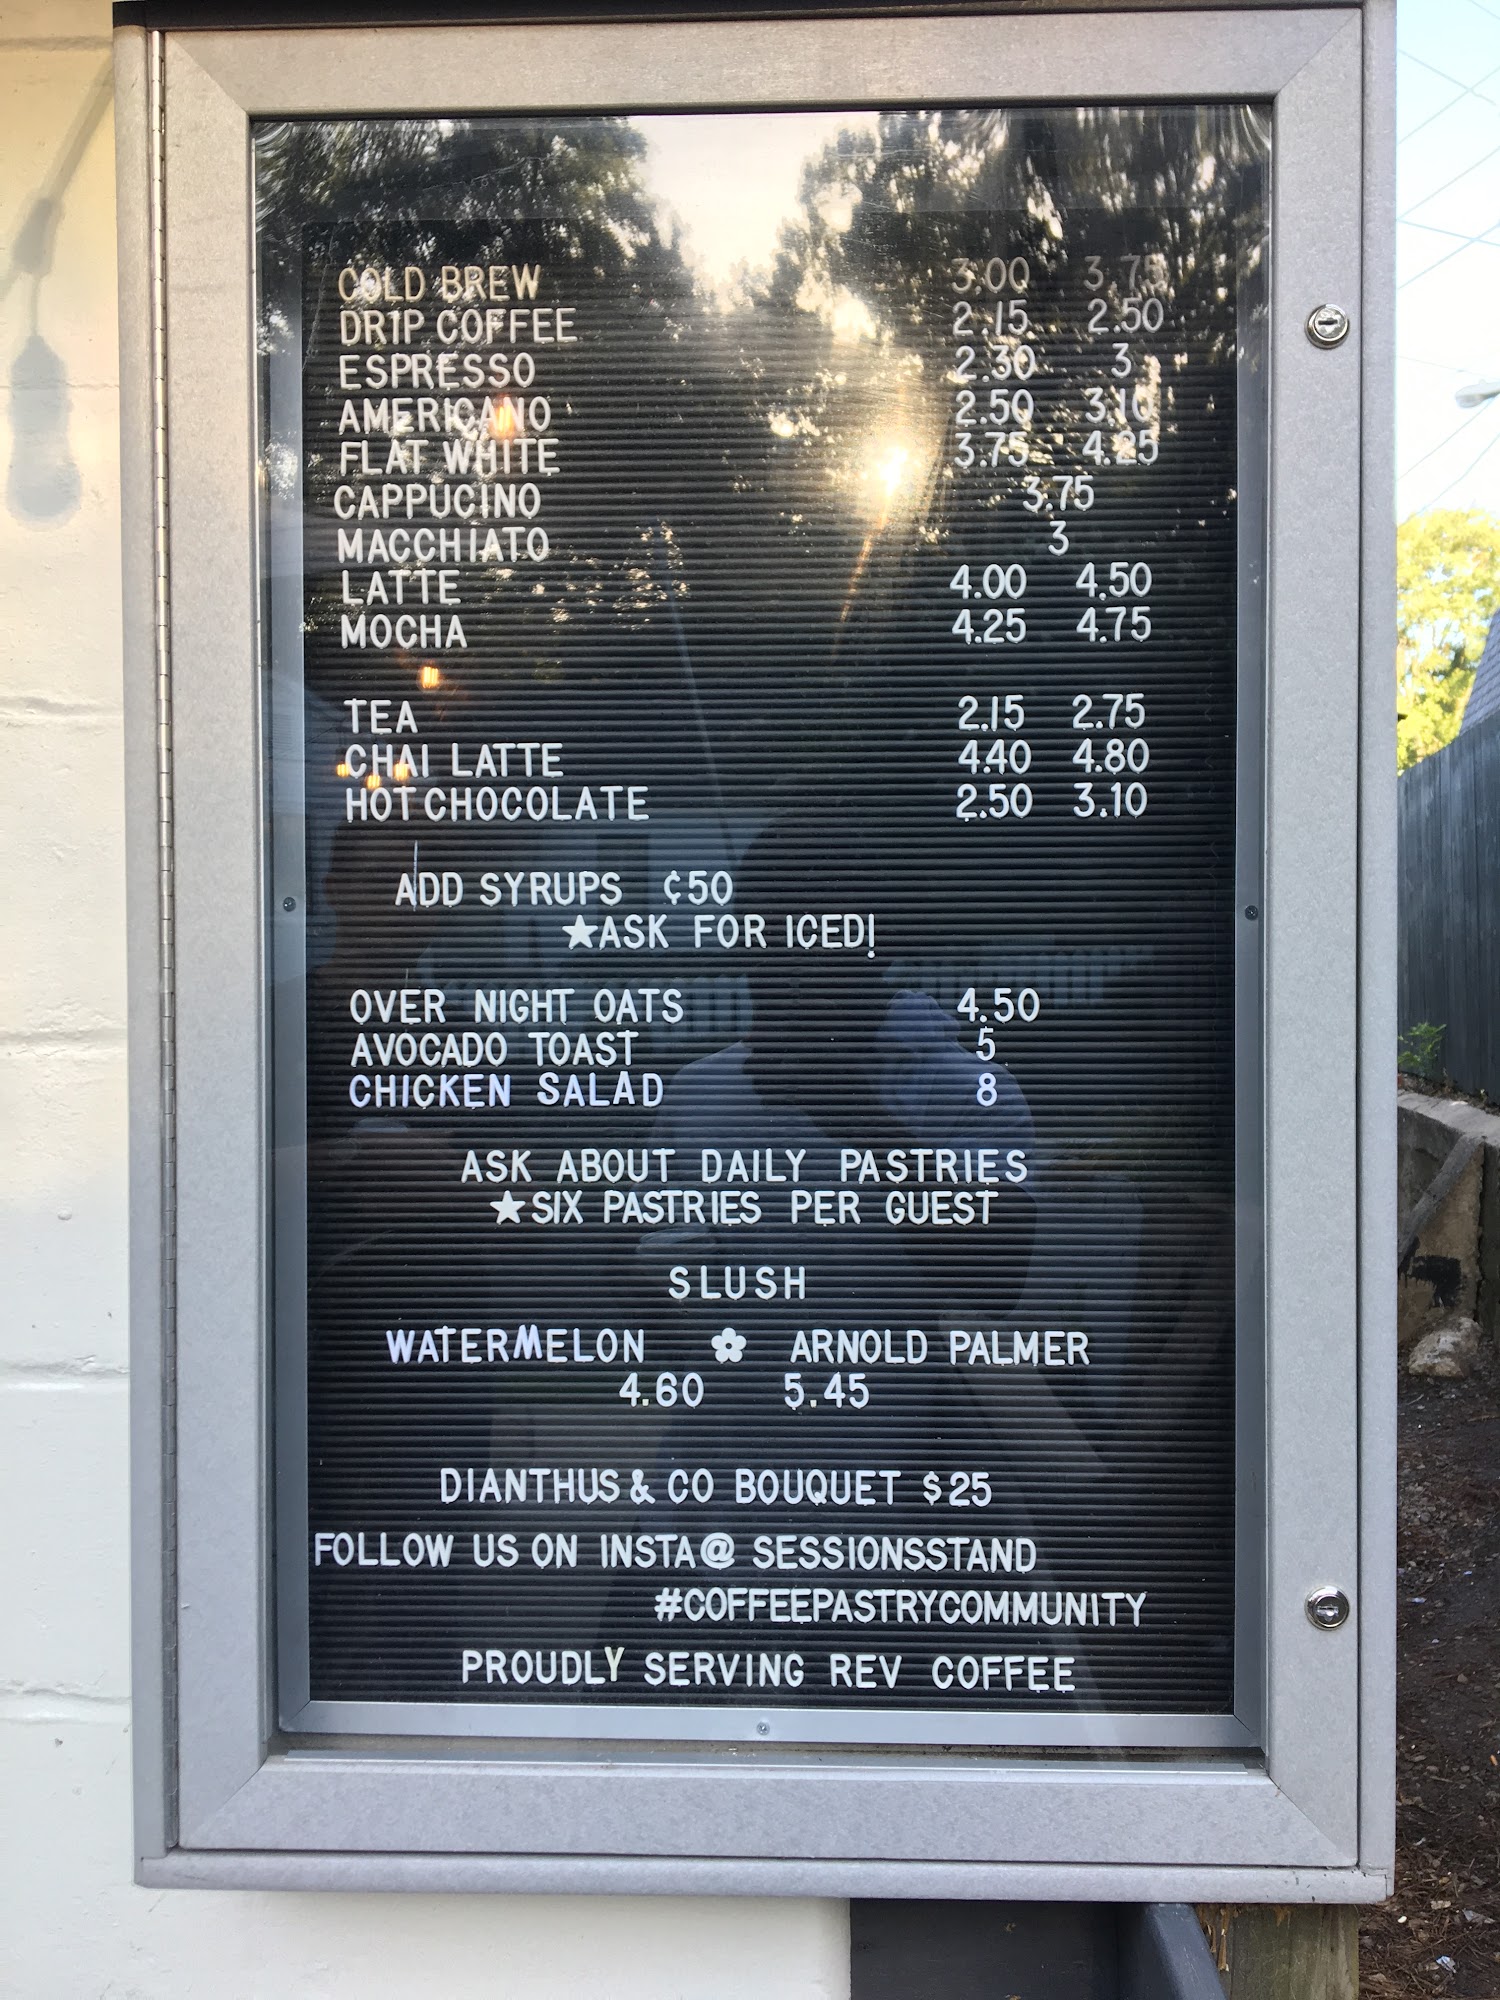 COLD BREW 3.00 3.75
DRIP COFFEE 2.15 2.50
ESPRESSO 2.30 3
AMERICANO 2.50 3.10
FLAT WHITE 3.75 4.25
CAPPUCINO 3.75
MACCHIATO 3
LATTE 4.00 4.50
MOCHA 4.25 4.75
TEA 2.15 2.75
CHAI LATTE 4.40 4.80
HOT CHOCOLATE 2.50 3.10
ADD SYRUPS ¢50
★ASK FOR ICED!
OVER NIGHT OATS 4.50
AVOCADO TOAST 5
CHICKEN SALAD 8
ASK ABOUT DAILY PASTRIES
★SIX PASTRIES PER GUEST
SLUSH
WATERMELON ✿ ARNOLD PALMER
4.60 5.45
DIANTHUS & CO BOUQUET $25
FOLLOW US ON INSTA@ SESSIONSSTAND
#COFFEEPASTRYCOMMUNITY
PROUDLY SERVING REV COFFEE